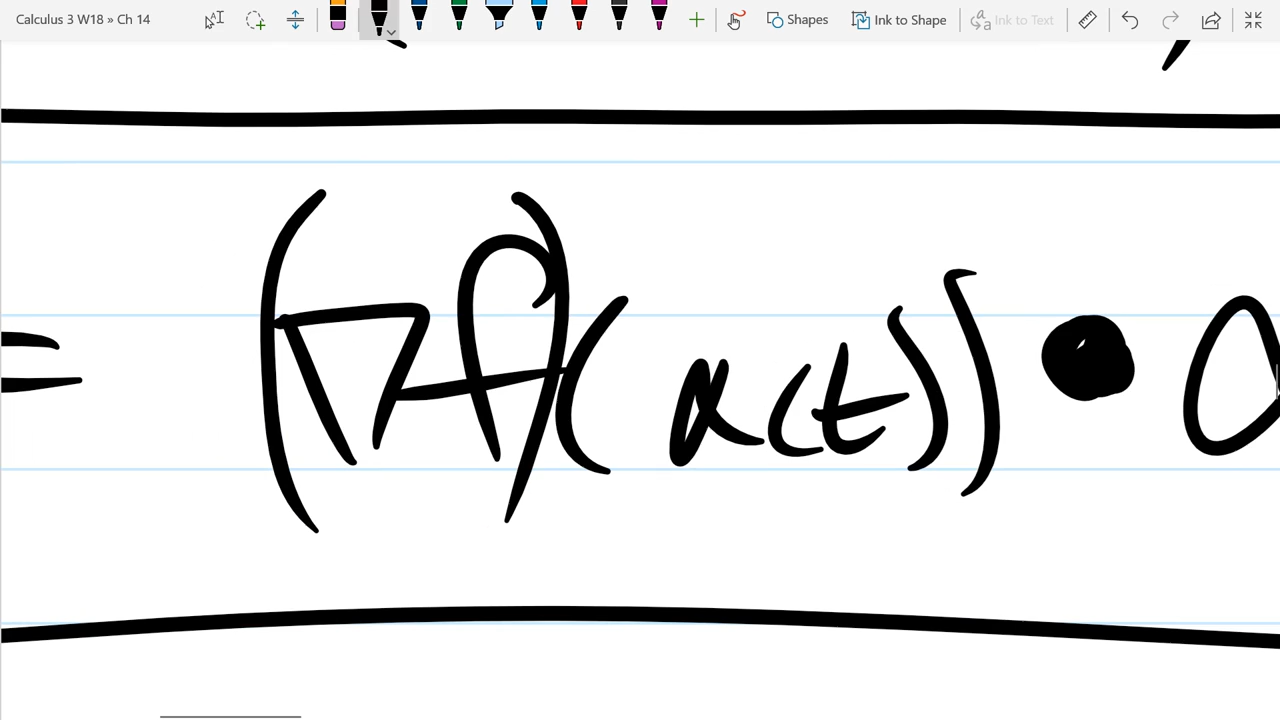 Calculus 3 W18 » Ch 14
Shapes
Ink to Shape
Ink to Text
= (∇f)(α(t)) •